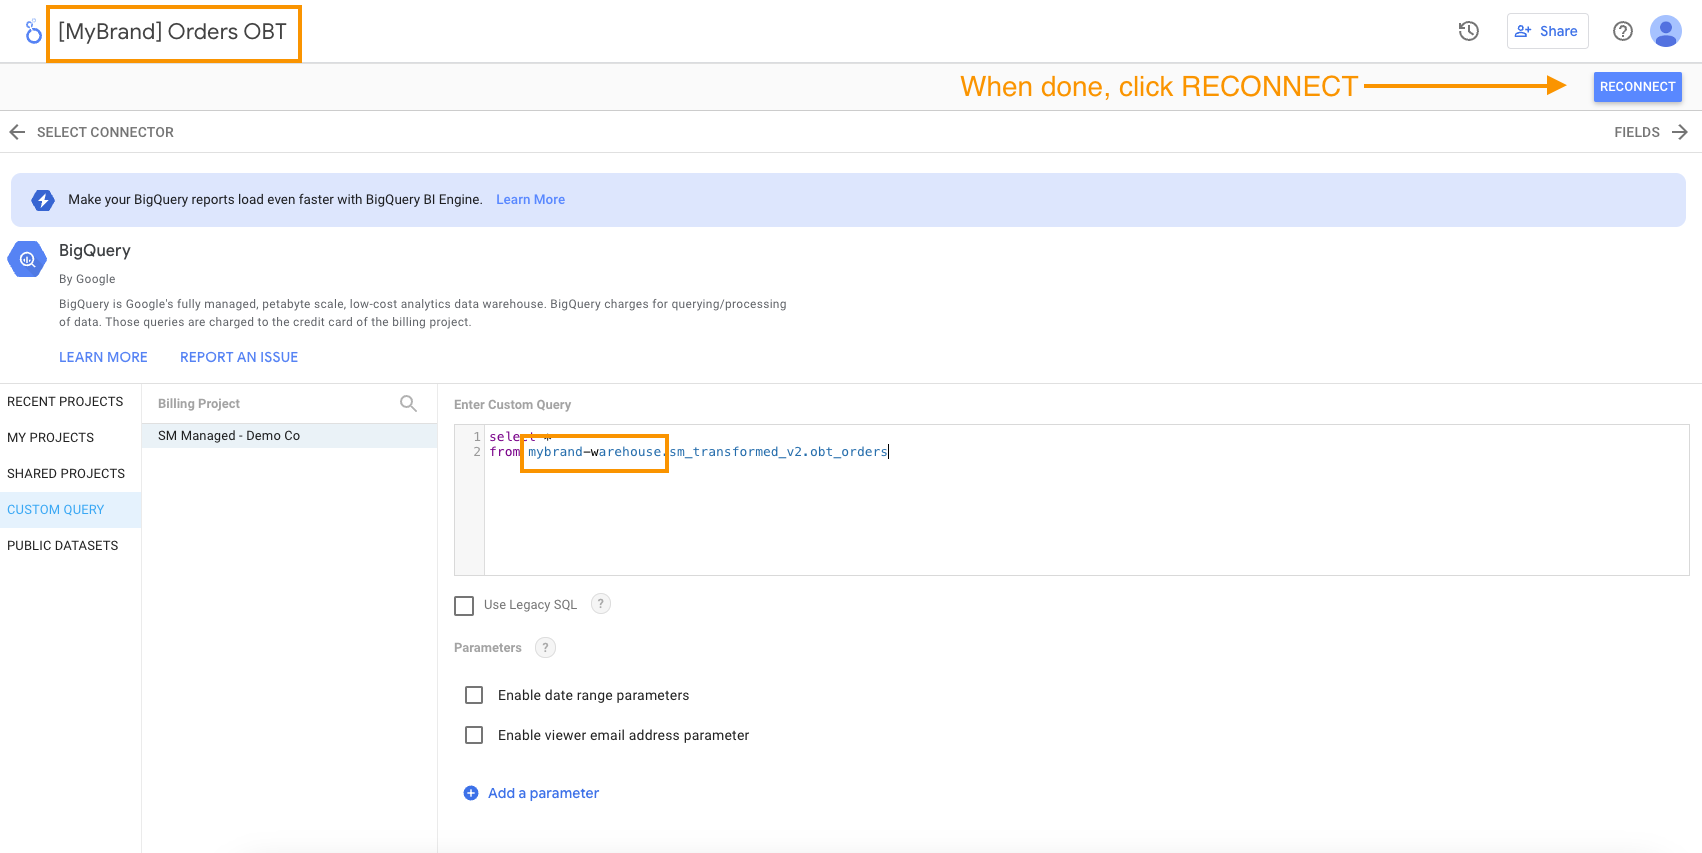 [MyBrand] Orders OBT
Share
?
When done, click RECONNECT
RECONNECT
SELECT CONNECTOR
FIELDS
Make your BigQuery reports load even faster with BigQuery BI Engine. Learn More
BigQuery
By Google
BigQuery is Google's fully managed, petabyte scale, low-cost analytics data warehouse. BigQuery charges for querying/processing
of data. Those queries are charged to the credit card of the billing project.
LEARN MORE REPORT AN ISSUE
RECENT PROJECTS
MY PROJECTS
SHARED PROJECTS
CUSTOM QUERY
PUBLIC DATASETS
Billing Project
SM Managed - Demo Co
Enter Custom Query
1 select *
2 from mybrand-warehouse.sm_transformed_v2.obt_orders
Use Legacy SQL ?
Parameters ?
Enable date range parameters
Enable viewer email address parameter
Add a parameter